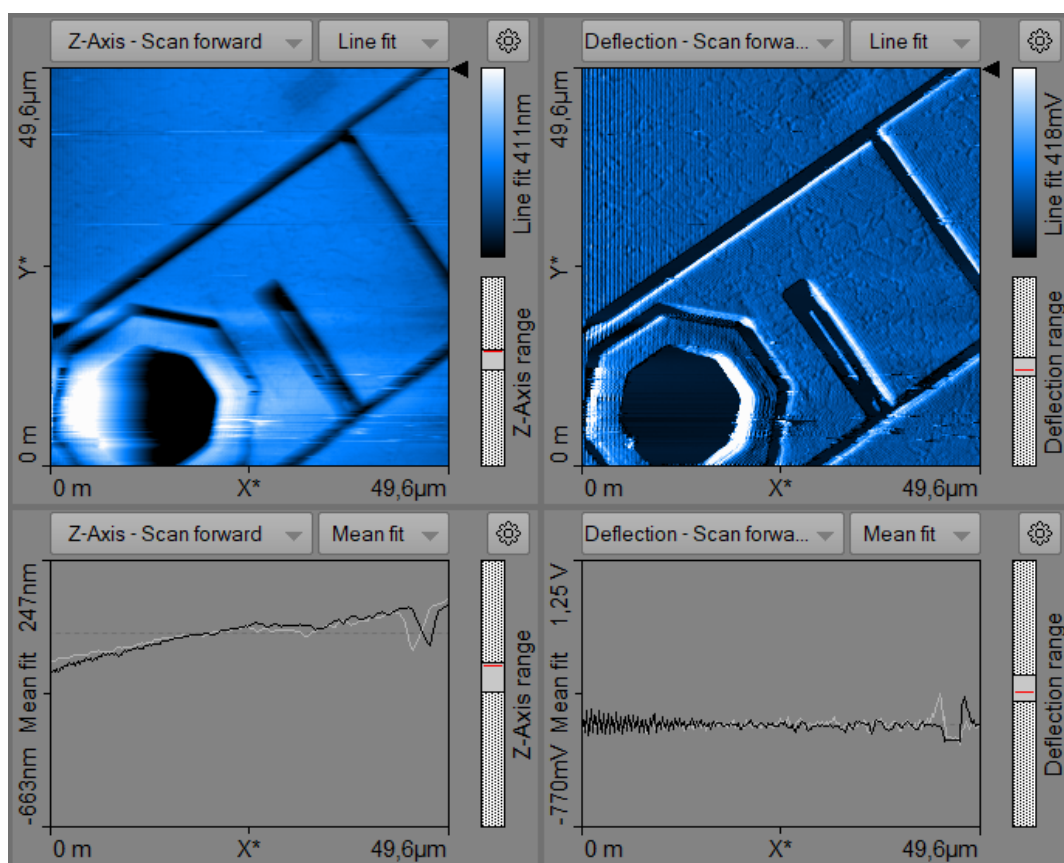 Z-Axis - Scan forward
Line fit
49,6µm
Y*
0 m
0 m
X*
49,6µm
Line fit 411nm
Z-Axis range
Deflection - Scan forwa...
Line fit
49,6µm
Y*
0 m
0 m
X*
49,6µm
Line fit 418mV
Deflection range
Z-Axis - Scan forward
Mean fit
247nm
Mean fit
-663nm
0 m
X*
49,6µm
Z-Axis range
Deflection - Scan forwa...
Mean fit
1,25 V
Mean fit
-770mV
0 m
X*
49,6µm
Deflection range